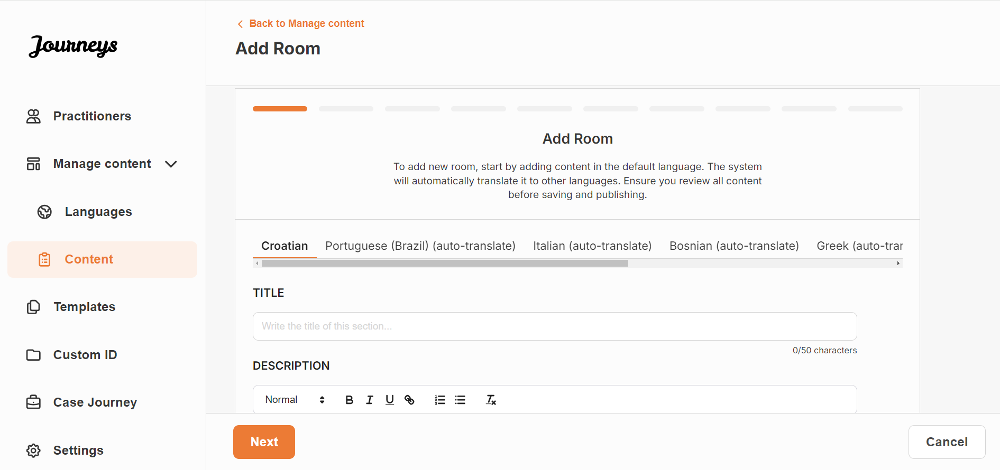 Journeys
Practitioners
Manage content
Languages
Content
Templates
Custom ID
Case Journey
Settings
Back to Manage content
Add Room
Add Room
To add new room, start by adding content in the default language. The system
will automatically translate it to other languages. Ensure you review all content
before saving and publishing.
Croatian Portuguese (Brazil) (auto-translate) Italian (auto-translate) Bosnian (auto-translate) Greek (auto-trar
TITLE
Write the title of this section...
0/50 characters
DESCRIPTION
Normal
Next
Cancel